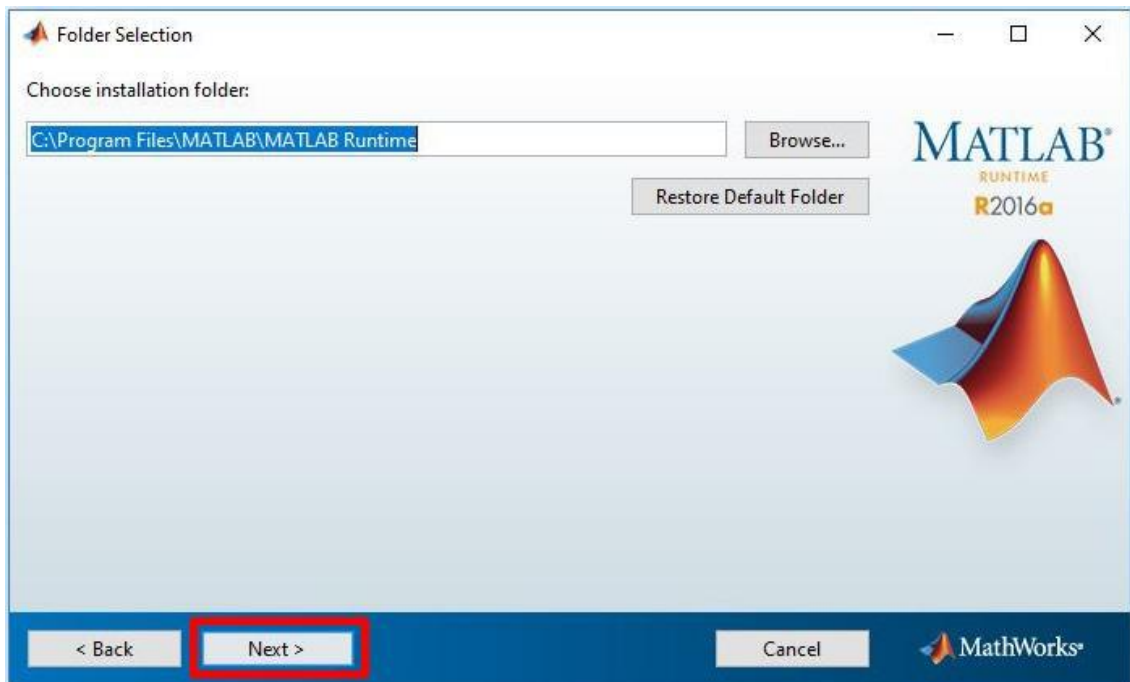 Folder Selection
Choose installation folder:
C:\Program Files\MATLAB\MATLAB Runtime
Browse...
Restore Default Folder
MATLAB®
RUNTIME
R2016a
< Back
Next >
Cancel
MathWorks®